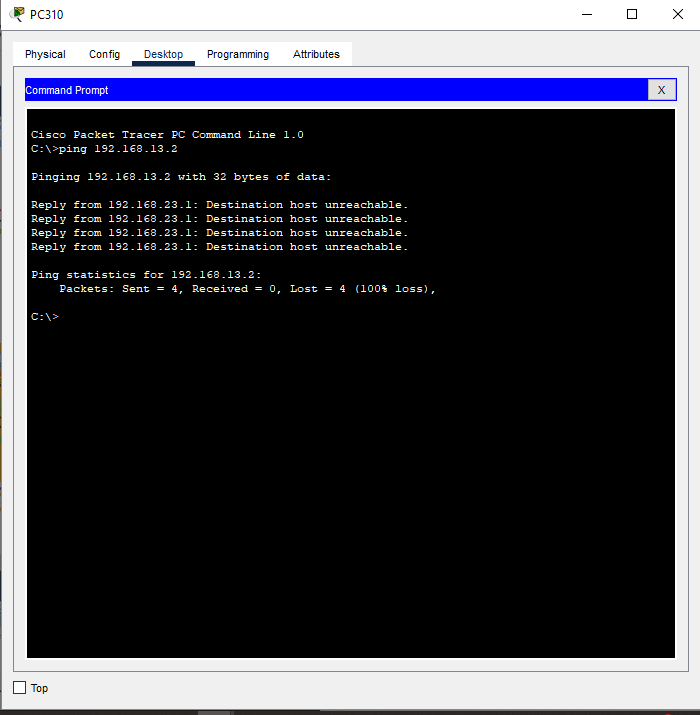 PC310
Physical Config Desktop Programming Attributes
Command Prompt X
Cisco Packet Tracer PC Command Line 1.0
C:\>ping 192.168.13.2
Pinging 192.168.13.2 with 32 bytes of data:
Reply from 192.168.23.1: Destination host unreachable.
Reply from 192.168.23.1: Destination host unreachable.
Reply from 192.168.23.1: Destination host unreachable.
Reply from 192.168.23.1: Destination host unreachable.
Ping statistics for 192.168.13.2:
Packets: Sent = 4, Received = 0, Lost = 4 (100% loss),
C:\>
Top